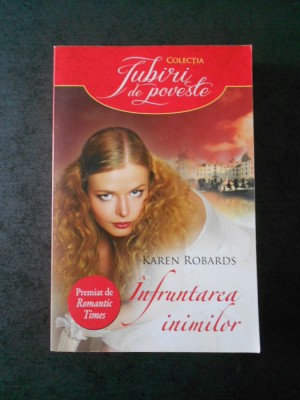 COLECȚIA
Iubiri
de poveste
KAREN ROBARDS
Înfruntarea
inimilor
Premiat de
Romantic
Times